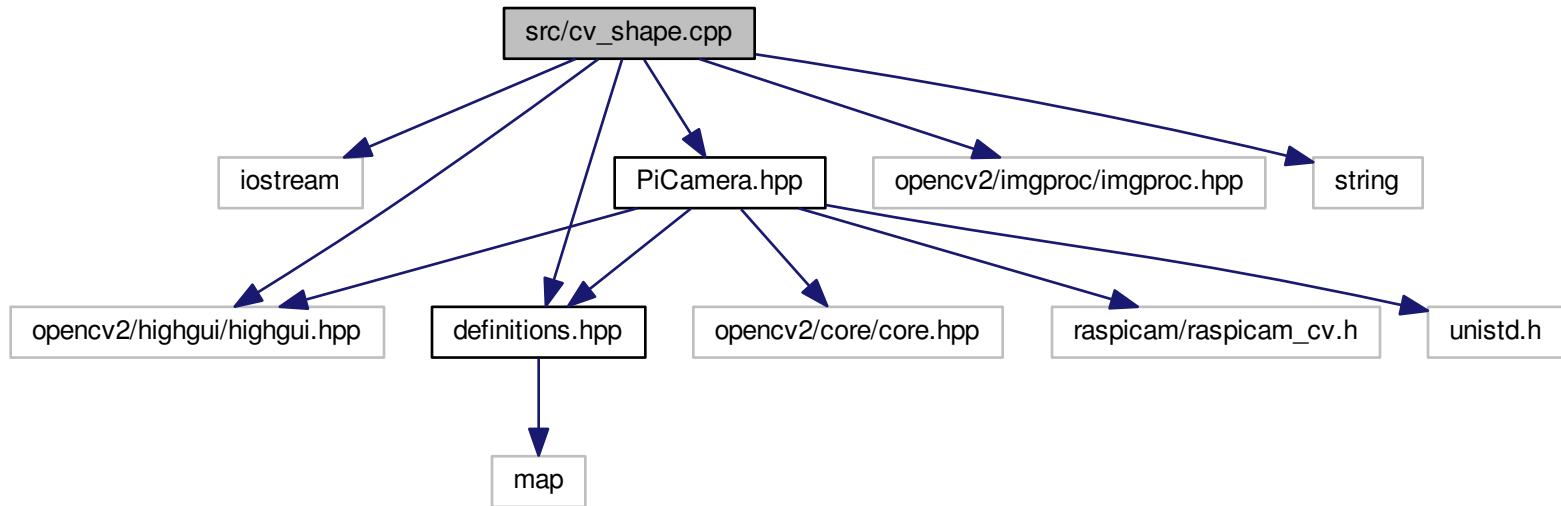 src/cv_shape.cpp
iostream
PiCamera.hpp
opencv2/imgproc/imgproc.hpp
string
opencv2/highgui/highgui.hpp
definitions.hpp
opencv2/core/core.hpp
raspicam/raspicam_cv.h
unistd.h
map